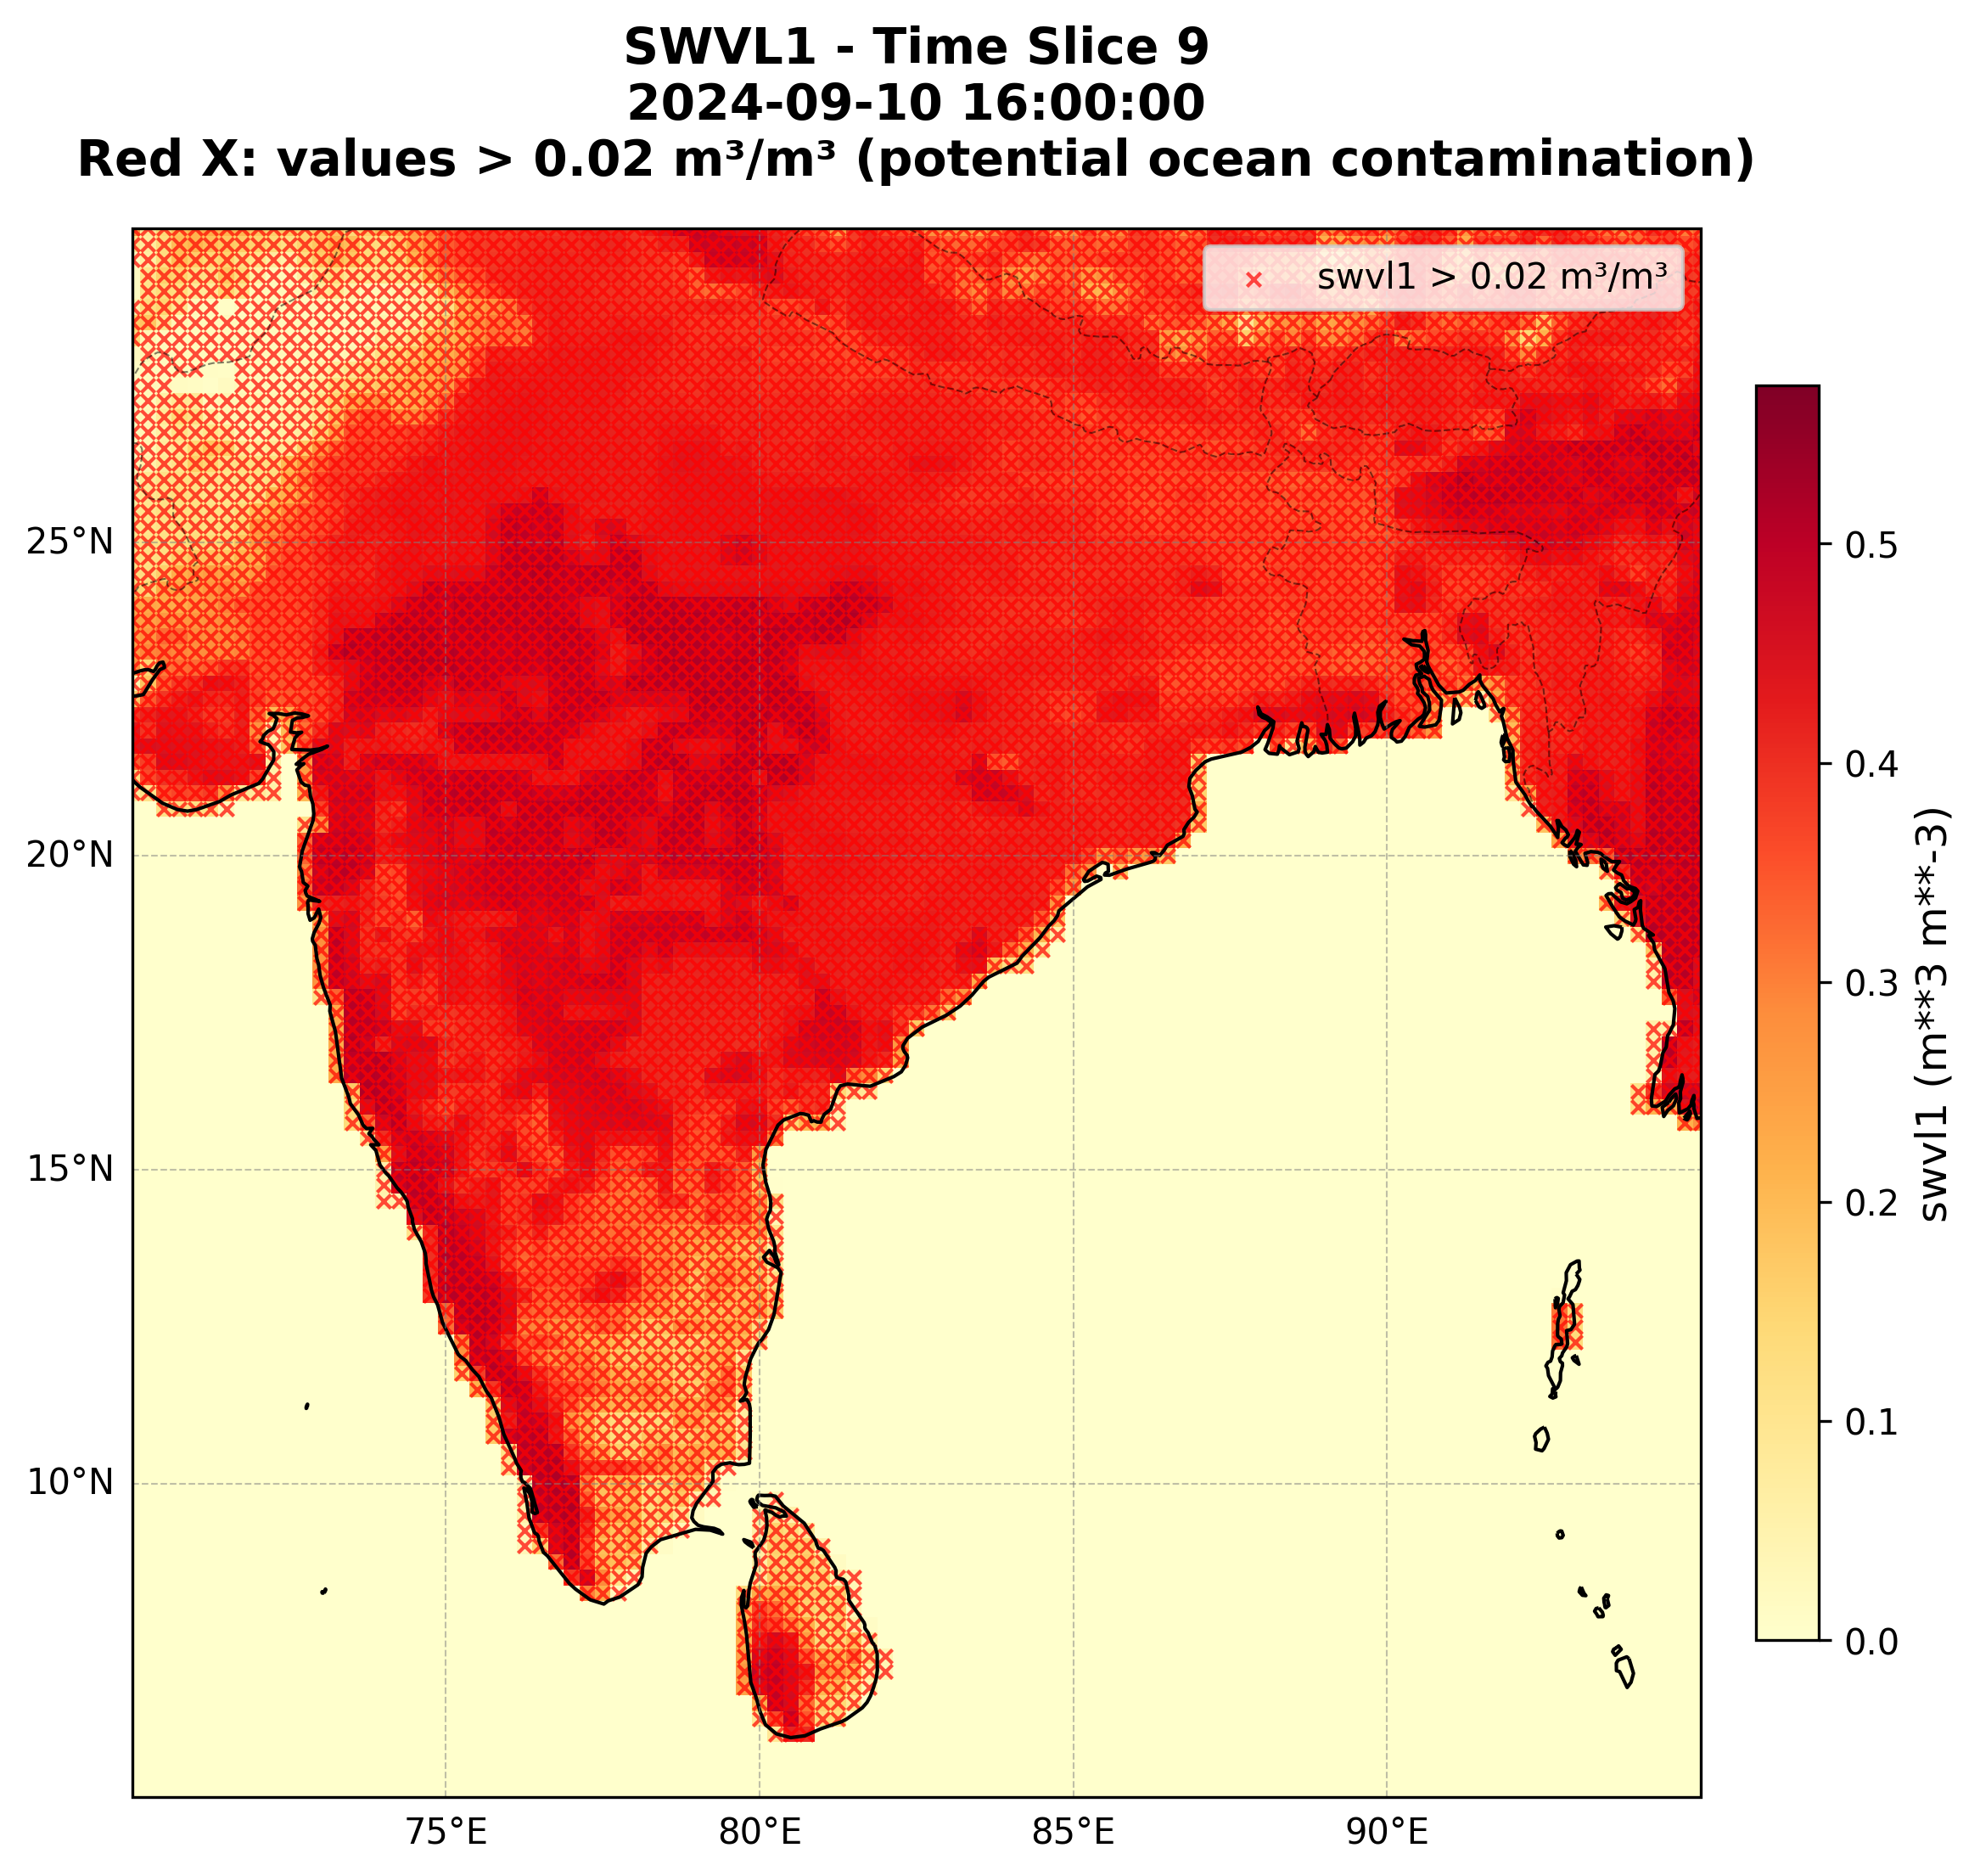 SWVL1 - Time Slice 9
2024-09-10 16:00:00
Red X: values > 0.02 m³/m³ (potential ocean contamination)
swvl1 > 0.02 m³/m³
25°N
20°N
15°N
10°N
75°E
80°E
85°E
90°E
0.5
0.4
0.3
0.2
0.1
0.0
swvl1 (m**3 m**-3)